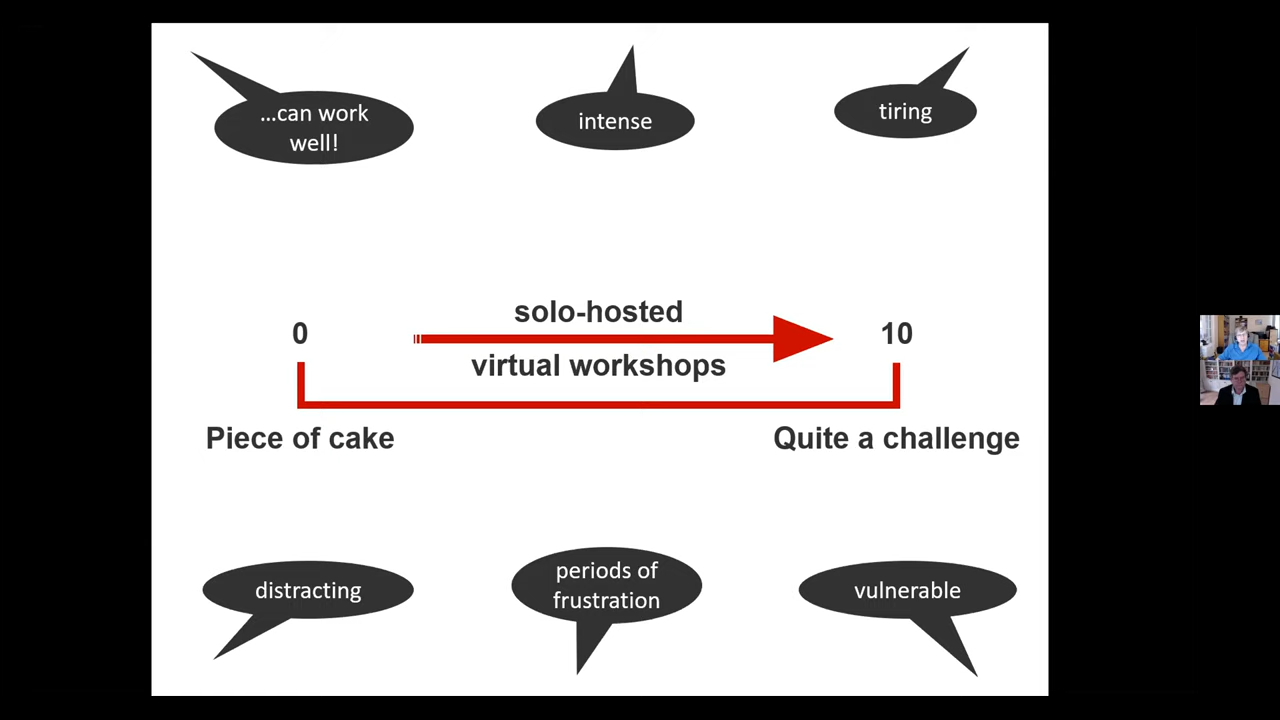 ...can work
well!
intense
tiring
solo-hosted
0
10
virtual workshops
Piece of cake
Quite a challenge
distracting
periods of
frustration
vulnerable